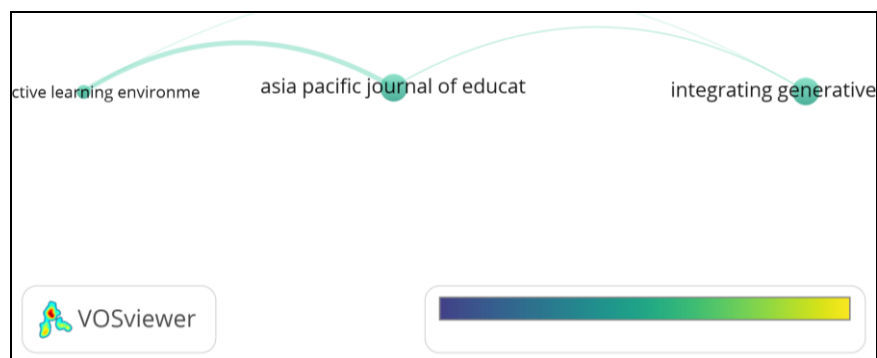 ctive learning environme
asia pacific journal of educat
integrating generative
VOSviewer